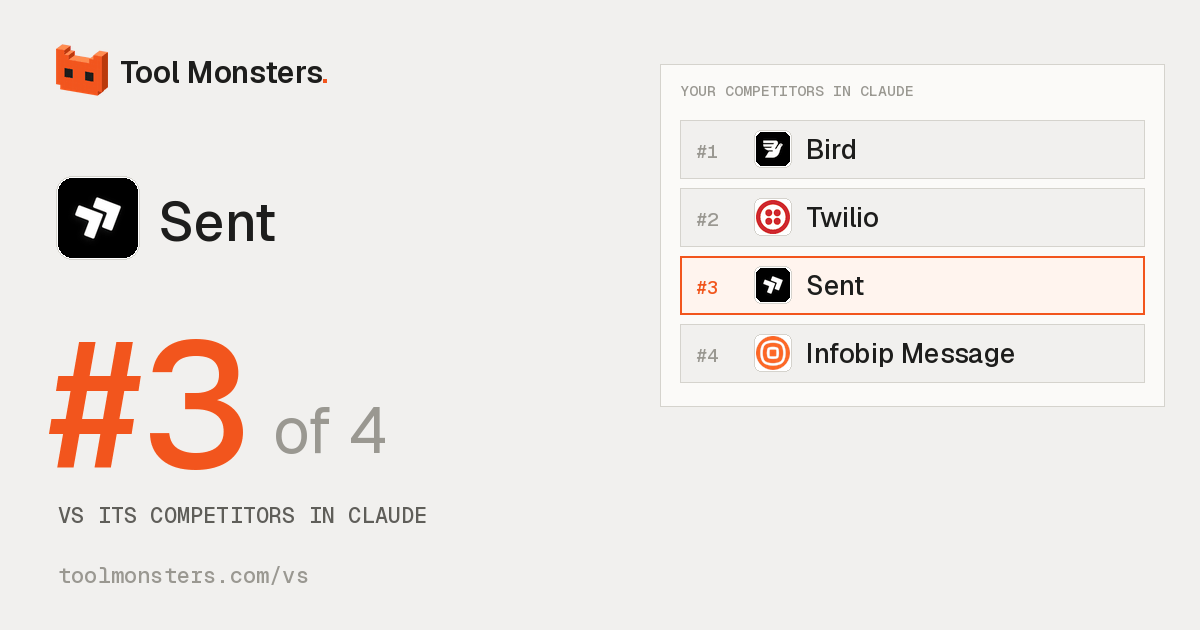 Tool Monsters.
Sent
#3 of 4
VS ITS COMPETITORS IN CLAUDE
toolmonsters.com/vs
YOUR COMPETITORS IN CLAUDE
#1 Bird
#2 Twilio
#3 Sent
#4 Infobip Message